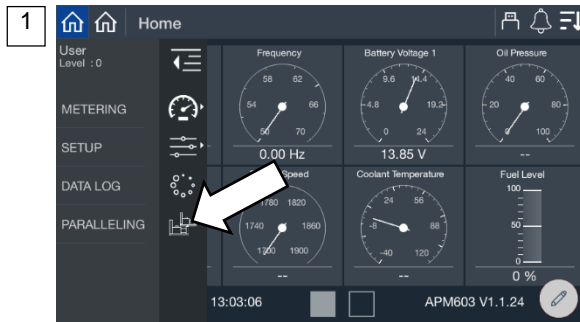 1
Home
User
Level : 0
METERING
SETUP
DATA LOG
PARALLELING
Frequency
58 62
54 66
50 70
0.00 Hz
Battery Voltage 1
9.6 14.4
-4.8 19.2
0 24
13.85 V
Oil Pressure
40 60
20 80
0 100
--
Speed
1780 1820
1740 1860
1700 1900
--
Coolant Temperature
24 56
-8 88
-40 120
--
Fuel Level
100
50
0
0 %
13:03:06
APM603 V1.1.24